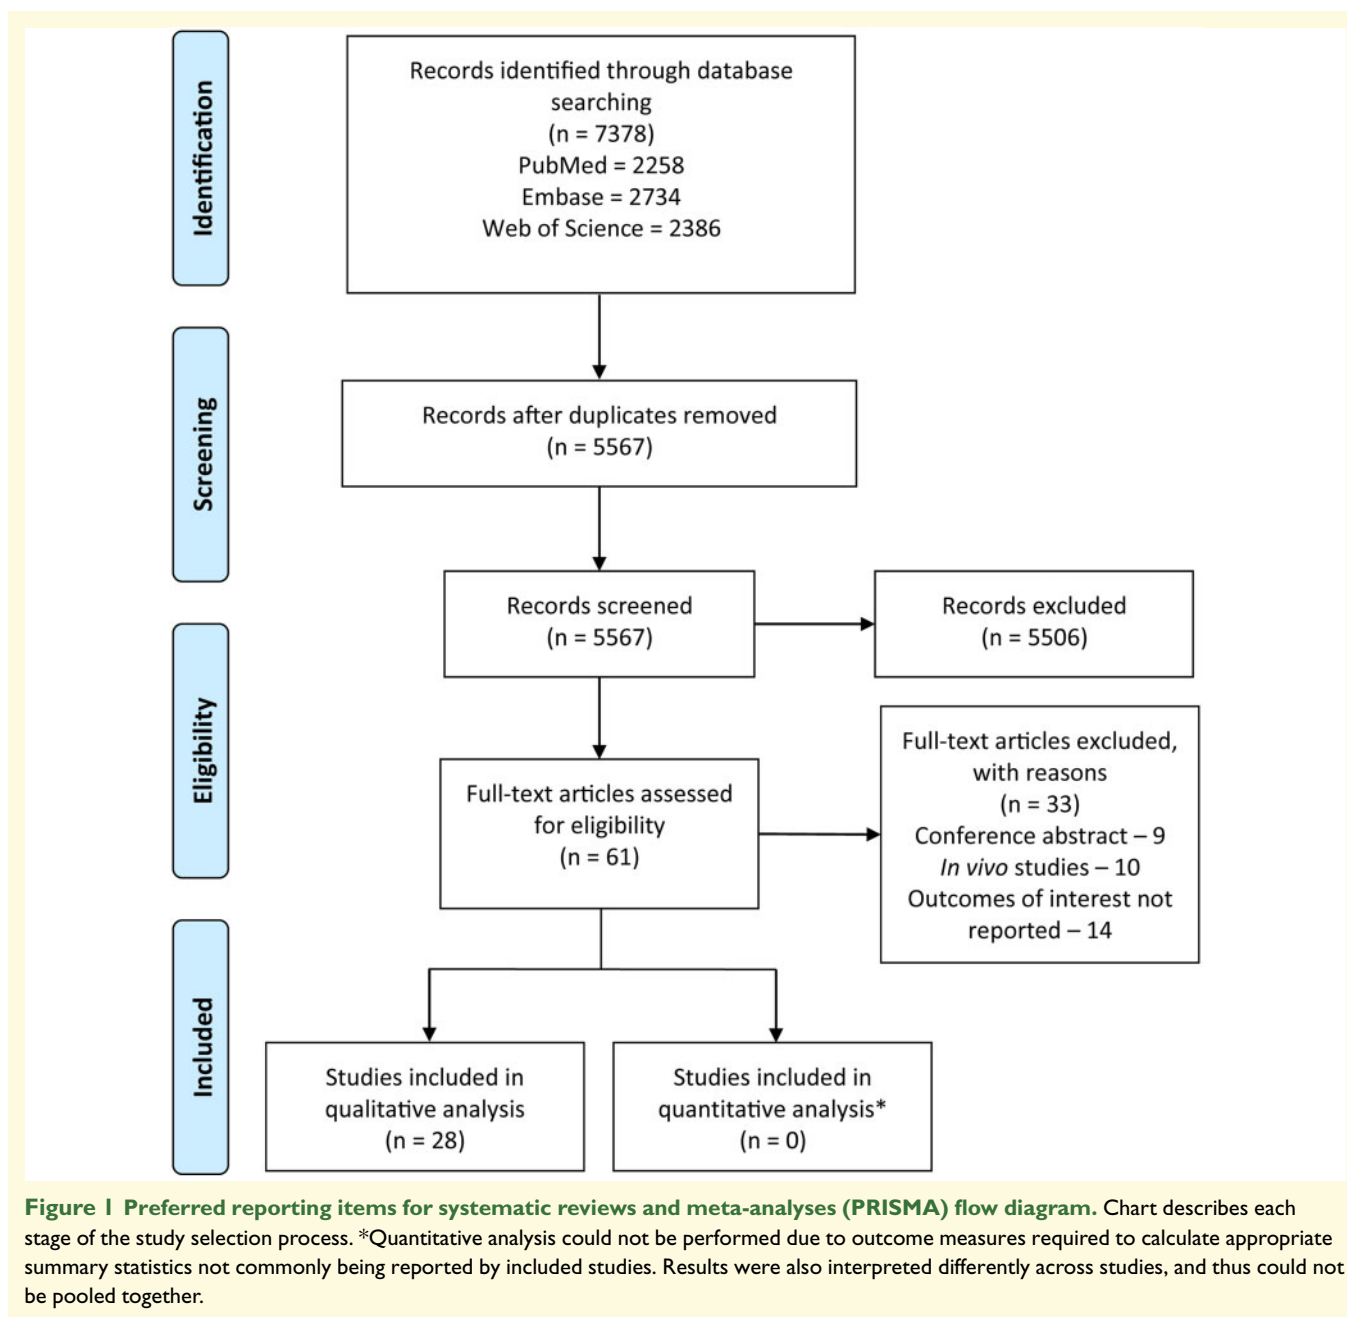 Identification
Records identified through database
searching
(n = 7378)
PubMed = 2258
Embase = 2734
Web of Science = 2386
Screening
Records after duplicates removed
(n = 5567)
Records screened
(n = 5567)
Records excluded
(n = 5506)
Eligibility
Full-text articles assessed
for eligibility
(n = 61)
Full-text articles excluded,
with reasons
(n = 33)
Conference abstract – 9
In vivo studies – 10
Outcomes of interest not
reported – 14
Included
Studies included in
qualitative analysis
(n = 28)
Studies included in
quantitative analysis*
(n = 0)
Figure 1 Preferred reporting items for systematic reviews and meta-analyses (PRISMA) flow diagram. Chart describes each
stage of the study selection process. *Quantitative analysis could not be performed due to outcome measures required to calculate appropriate
summary statistics not commonly being reported by included studies. Results were also interpreted differently across studies, and thus could not
be pooled together.